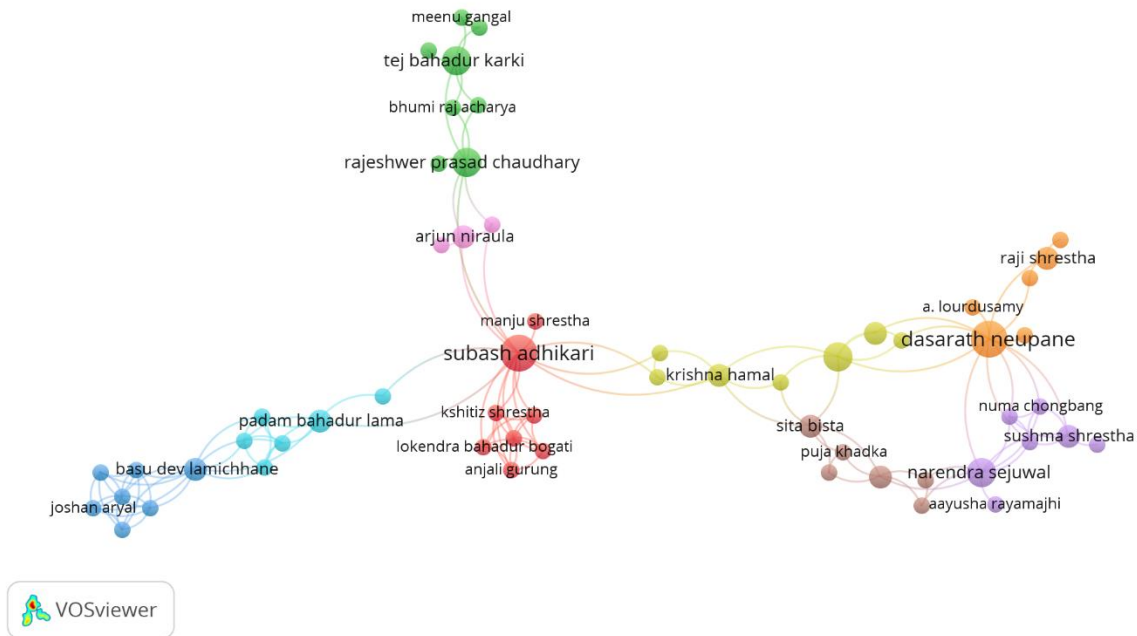 meenu gangal
tej bahadur karki
bhumi raj acharya
rajeshwer prasad chaudhary
arjun niraula
raji shrestha
a. lourdusamy
manju shrestha
dasarath neupane
subash adhikari
krishna hamal
numa chongbang
kshitiz shrestha
padam bahadur lama
sita bista
sushma shrestha
lokendra bahadur bogati
puja khadka
basu dev lamichhane
anjali gurung
narendra sejuwal
joshan aryal
aayusha rayamajhi
VOSviewer